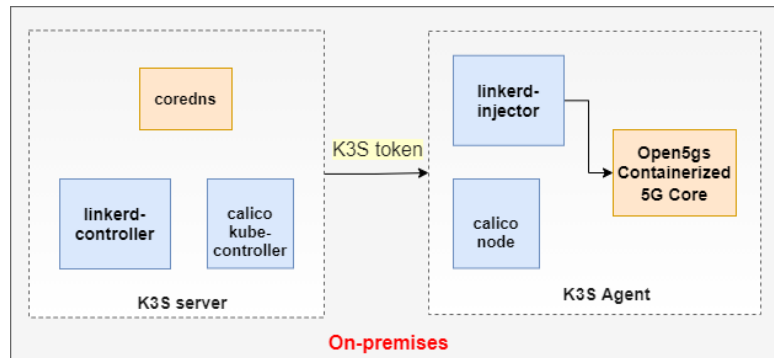 coredns
linkerd-
controller
calico
kube-
controller
K3S server
K3S token
linkerd-
injector
Open5gs
Containerized
5G Core
calico
node
K3S Agent
On-premises